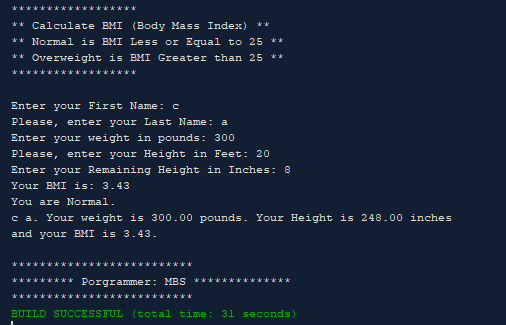 ******************
** Calculate BMI (Body Mass Index) **
** Normal is BMI Less or Equal to 25 **
** Overweight is BMI Greater than 25 **
******************
Enter your First Name: c
Please, enter your Last Name: a
Enter your weight in pounds: 300
Please, enter your Height in Feet: 20
Enter your Remaining Height in Inches: 8
Your BMI is: 3.43
You are Normal.
c a. Your weight is 300.00 pounds. Your Height is 248.00 inches
and your BMI is 3.43.
**************************
********* Porgrammer: MBS **************
**************************
BUILD SUCCESSFUL (total time: 31 seconds)